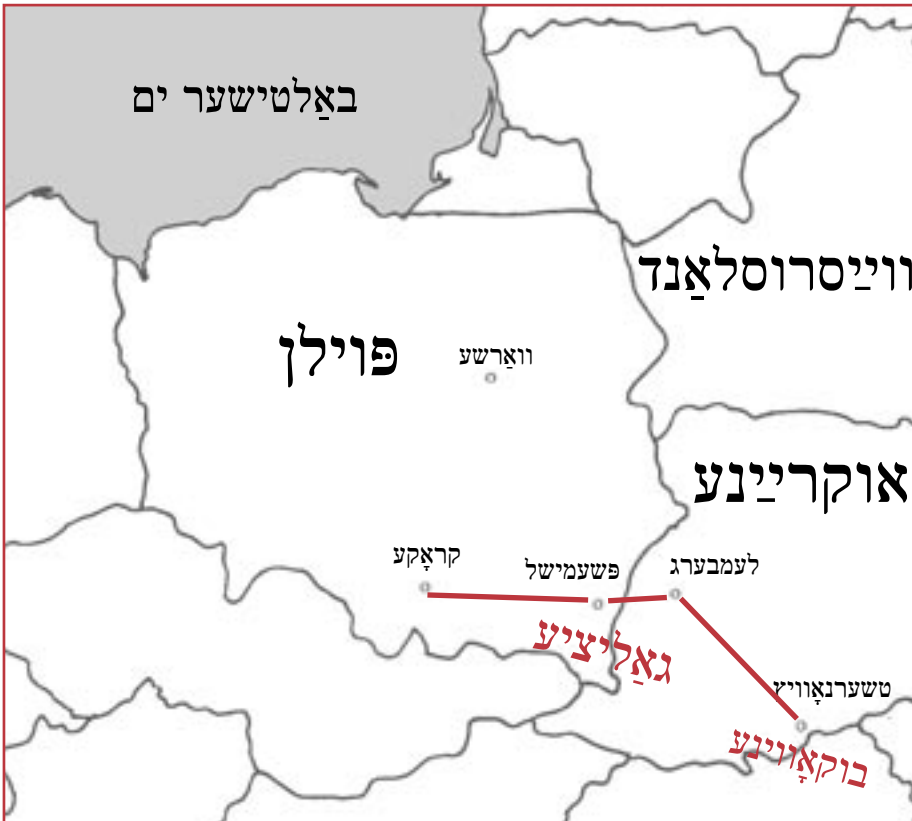 באַלטישער ים
ווײַסרוסלאַנד
פּוילן
וואַרשע
אוקרײַנע
קראָקע
פּשעמישל
לעמבערג
גאַליציע
טשערנאָוויץ
בוקאָווינע